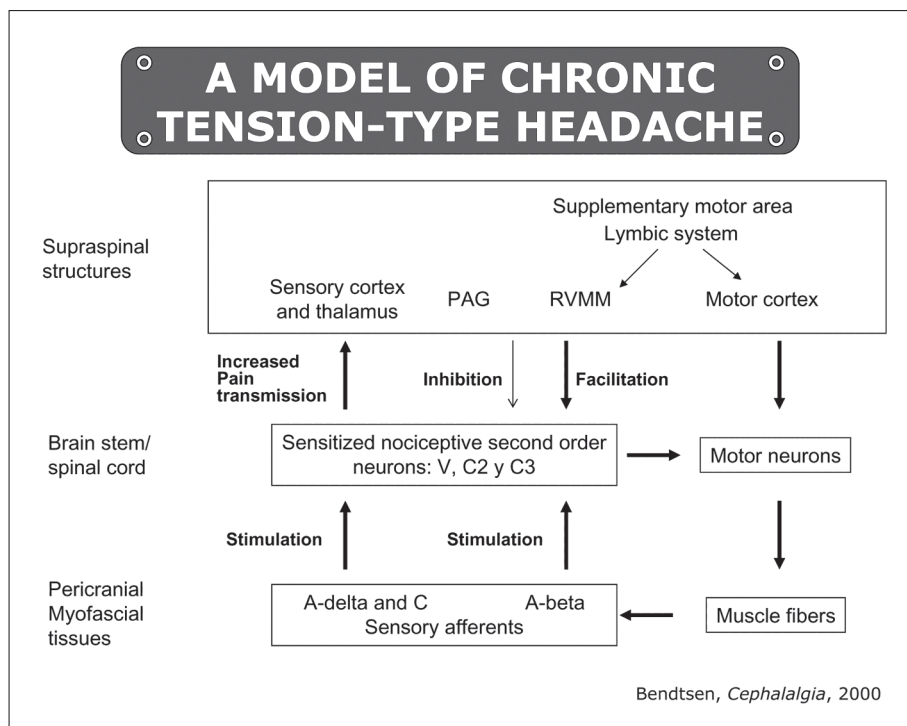 A MODEL OF CHRONIC
TENSION-TYPE HEADACHE
Supraspinal
structures
Supplementary motor area
Lymbic system
Sensory cortex
and thalamus
PAG
RVMM
Motor cortex
Increased
Pain
transmission
Inhibition
Facilitation
Brain stem/
spinal cord
Sensitized nociceptive second order
neurons: V, C2 y C3
Motor neurons
Stimulation
Stimulation
Pericranial
Myofascial
tissues
A-delta and C
A-beta
Sensory afferents
Muscle fibers
Bendtsen, Cephalalgia, 2000